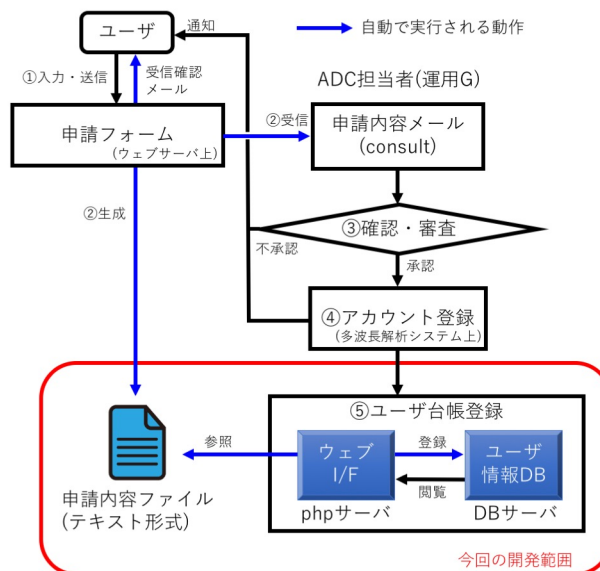 ユーザ
通知
自動で実行される動作
①入力・送信
受信確認
メール
ADC担当者(運用G)
申請フォーム
(ウェブサーバ上)
②受信
申請内容メール
(consult)
②生成
③確認・審査
不承認
承認
④アカウント登録
(多波長解析システム上)
⑤ユーザ台帳登録
参照
ウェブ
I/F
登録
閲覧
ユーザ
情報DB
申請内容ファイル
(テキスト形式)
phpサーバ
DBサーバ
今回の開発範囲